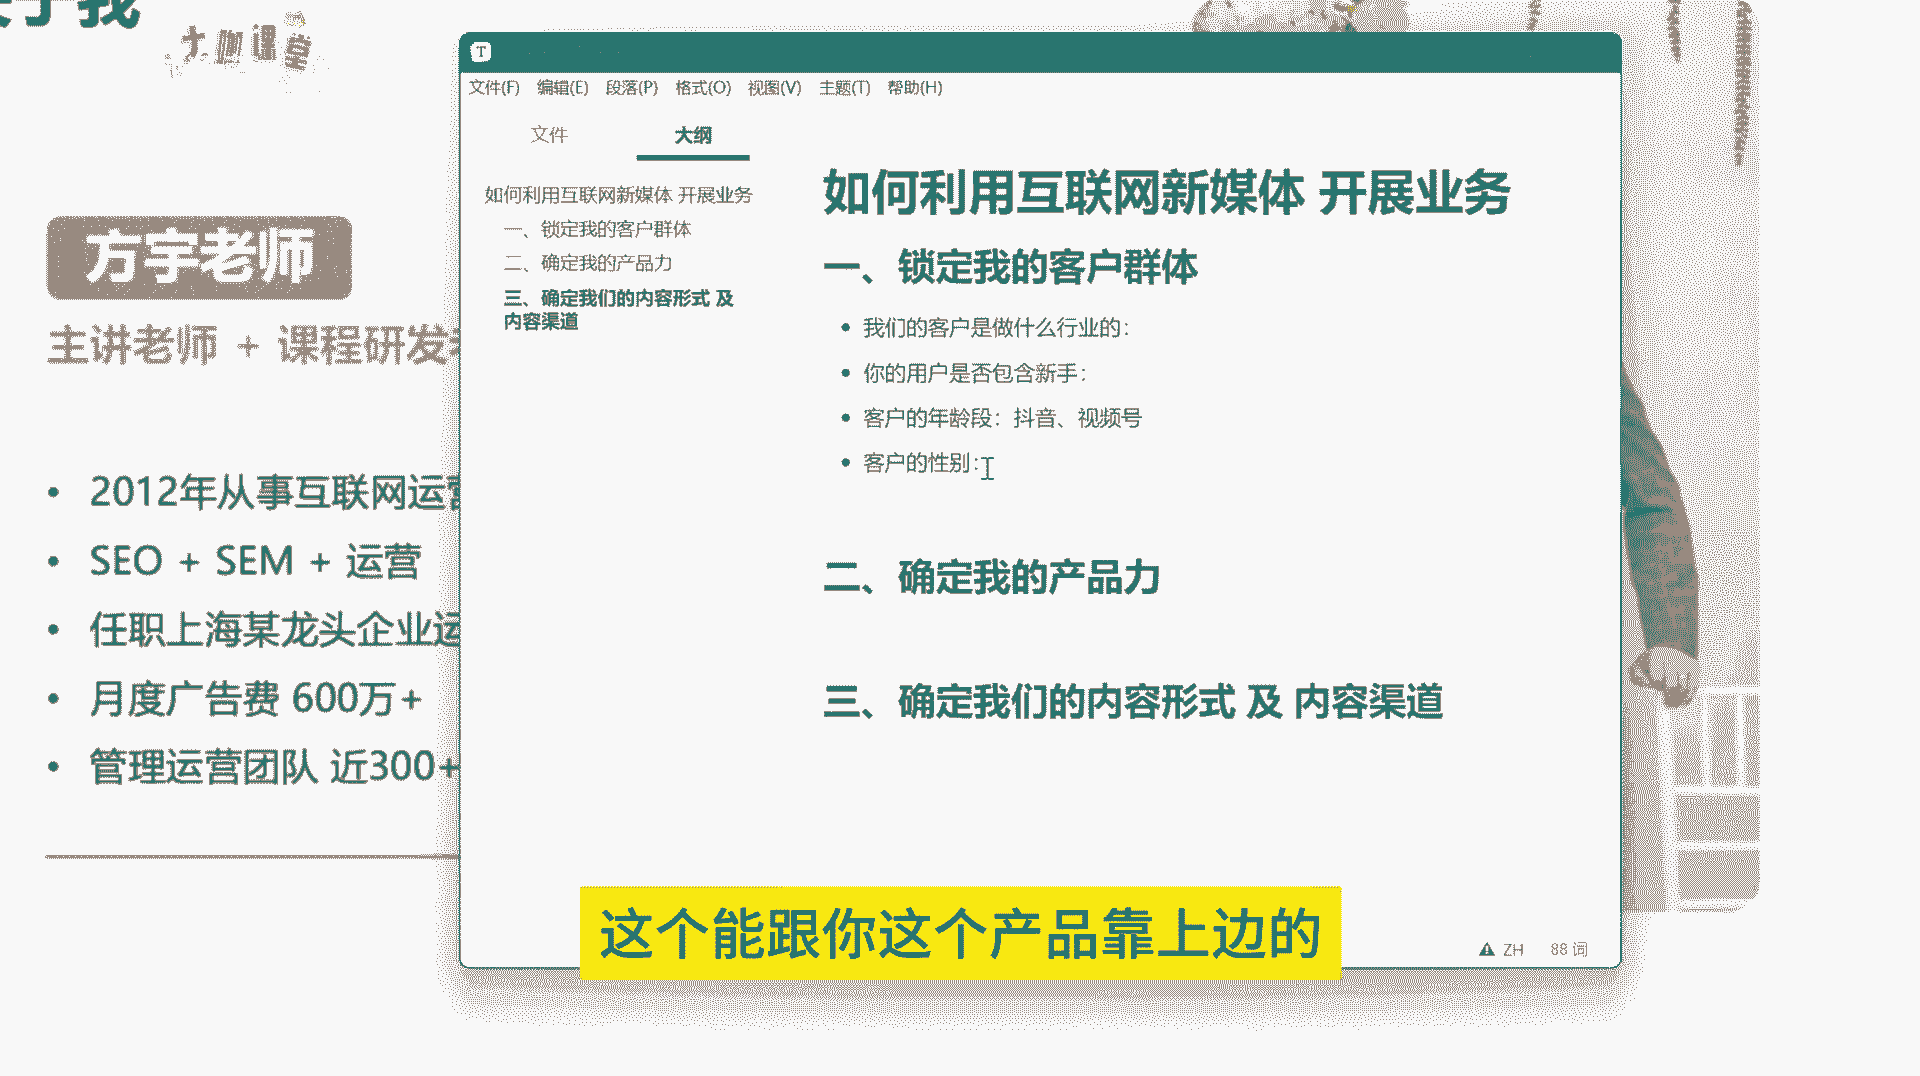 于我
大咖课堂
方宇老师
主讲老师 + 课程研发
2012年从事互联网运营
SEO + SEM + 运营
任职上海某龙头企业运
月度广告费 600万+
管理运营团队 近300+
T
文件(F) 编辑(E) 段落(P) 格式(O) 视图(V) 主题(T) 帮助(H)
文件 大纲
如何利用互联网新媒体 开展业务
一、锁定我的客户群体
二、确定我的产品力
三、确定我们的内容形式 及
内容渠道
如何利用互联网新媒体 开展业务
一、锁定我的客户群体
我们的客户是做什么行业的：
你的用户是否包含新手：
客户的年龄段：抖音、视频号
客户的性别：
二、确定我的产品力
三、确定我们的内容形式 及 内容渠道
ZH 88 词
这个能跟你这个产品靠上边的